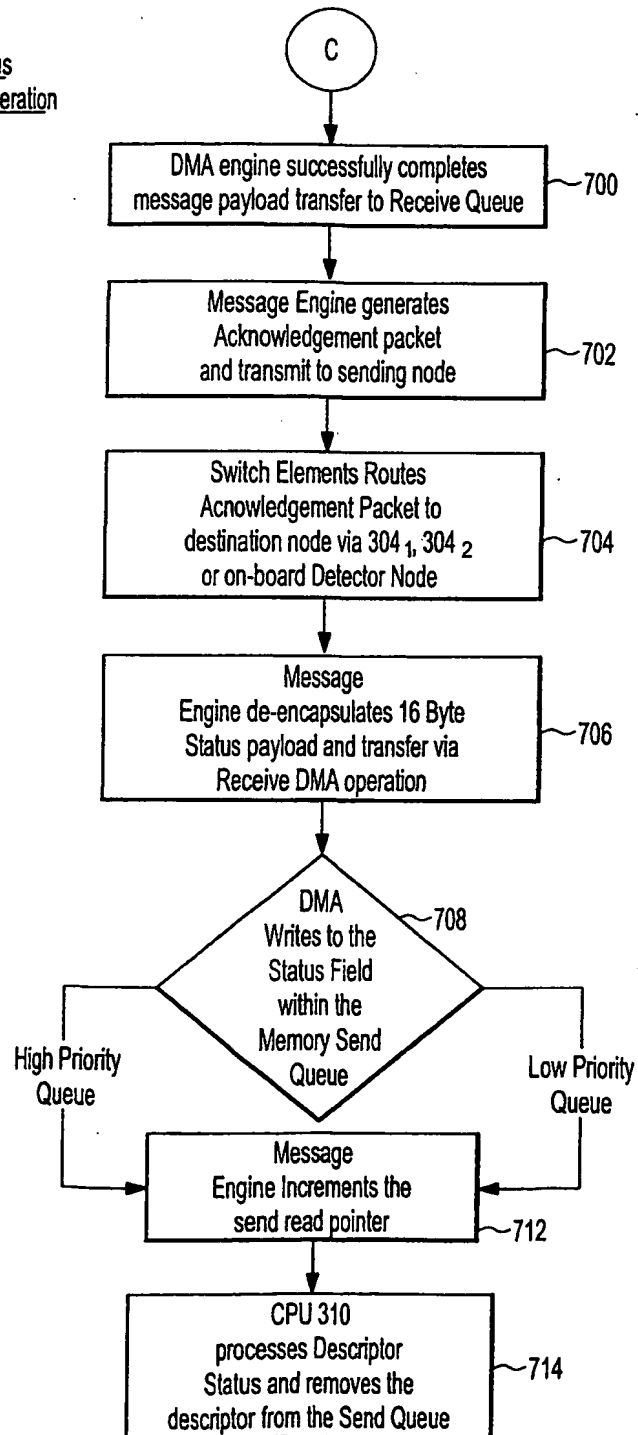 C
DMA engine successfully completes
message payload transfer to Receive Queue
700
Message Engine generates
Acknowledgement packet
and transmit to sending node
702
Switch Elements Routes
Acnowledgement Packet to
destination node via 304 1, 304 2
or on-board Detector Node
704
Message
Engine de-encapsulates 16 Byte
Status payload and transfer via
Receive DMA operation
706
DMA
Writes to the
Status Field
within the
Memory Send
Queue
708
High Priority
Queue
Low Priority
Queue
Message
Engine Increments the
send read pointer
712
CPU 310
processes Descriptor
Status and removes the
descriptor from the Send Queue
714